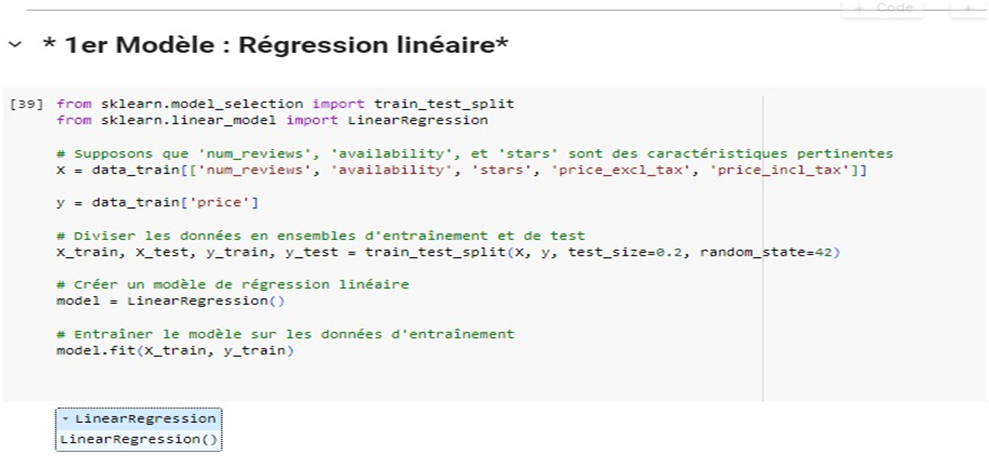 + Code
+
* 1er Modèle : Régression linéaire*
[39] from sklearn.model_selection import train_test_split
from sklearn.linear_model import LinearRegression
# Supposons que 'num_reviews', 'availability', et 'stars' sont des caractéristiques pertinentes
X = data_train[['num_reviews', 'availability', 'stars', 'price_excl_tax', 'price_incl_tax']]
y = data_train['price']
# Diviser les données en ensembles d'entraînement et de test
X_train, X_test, y_train, y_test = train_test_split(X, y, test_size=0.2, random_state=42)
# Créer un modèle de régression linéaire
model = LinearRegression()
# Entraîner le modèle sur les données d'entraînement
model.fit(X_train, y_train)
LinearRegression
LinearRegression()